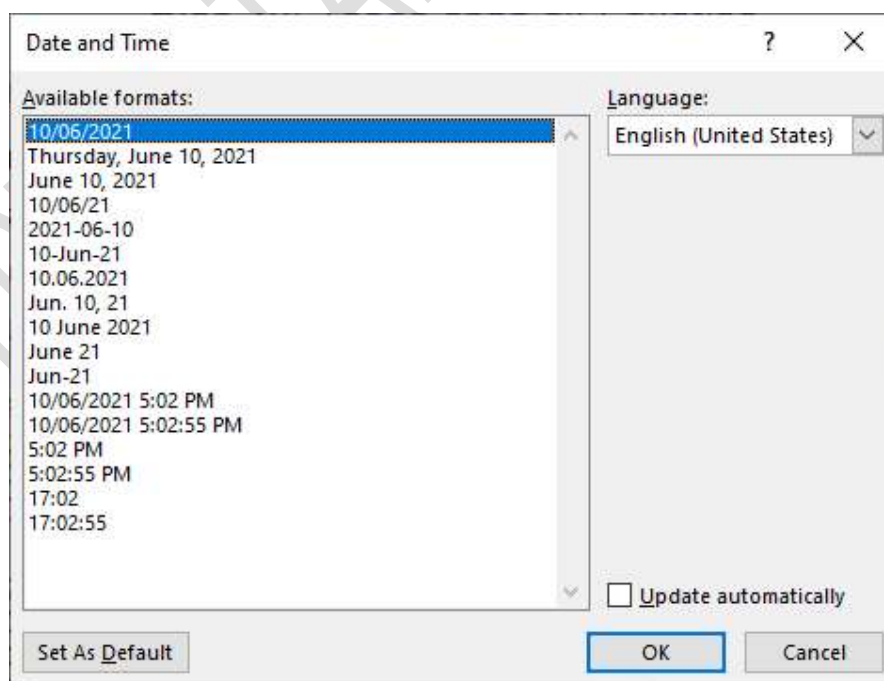 Date and Time
?
Available formats:
Language:
10/06/2021
English (United States)
Thursday, June 10, 2021
June 10, 2021
10/06/21
2021-06-10
10-Jun-21
10.06.2021
Jun. 10, 21
10 June 2021
June 21
Jun-21
10/06/2021 5:02 PM
10/06/2021 5:02:55 PM
5:02 PM
5:02:55 PM
17:02
17:02:55
Update automatically
Set As Default
OK
Cancel